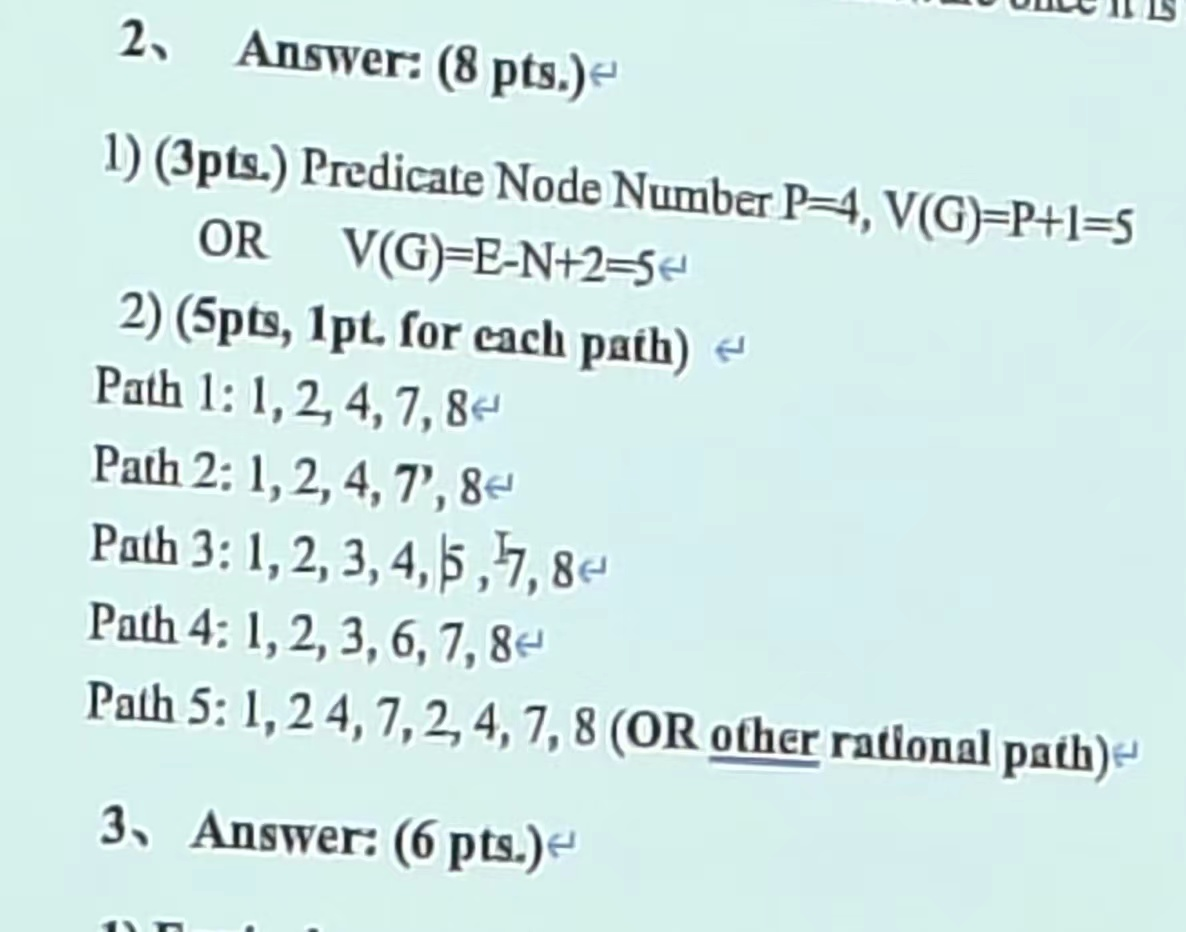 2、 Answer: (8 pts.)↵
1) (3pts.) Predicate Node Number P=4, V(G)=P+1=5
OR V(G)=E-N+2=5↵
2) (5pts, 1pt. for each path) ↵
Path 1: 1, 2, 4, 7, 8↵
Path 2: 1, 2, 4, 7’, 8↵
Path 3: 1, 2, 3, 4, 5 , 7, 8↵
Path 4: 1, 2, 3, 6, 7, 8↵
Path 5: 1, 2 4, 7, 2, 4, 7, 8 (OR other rational path)↵
3、 Answer: (6 pts.)↵